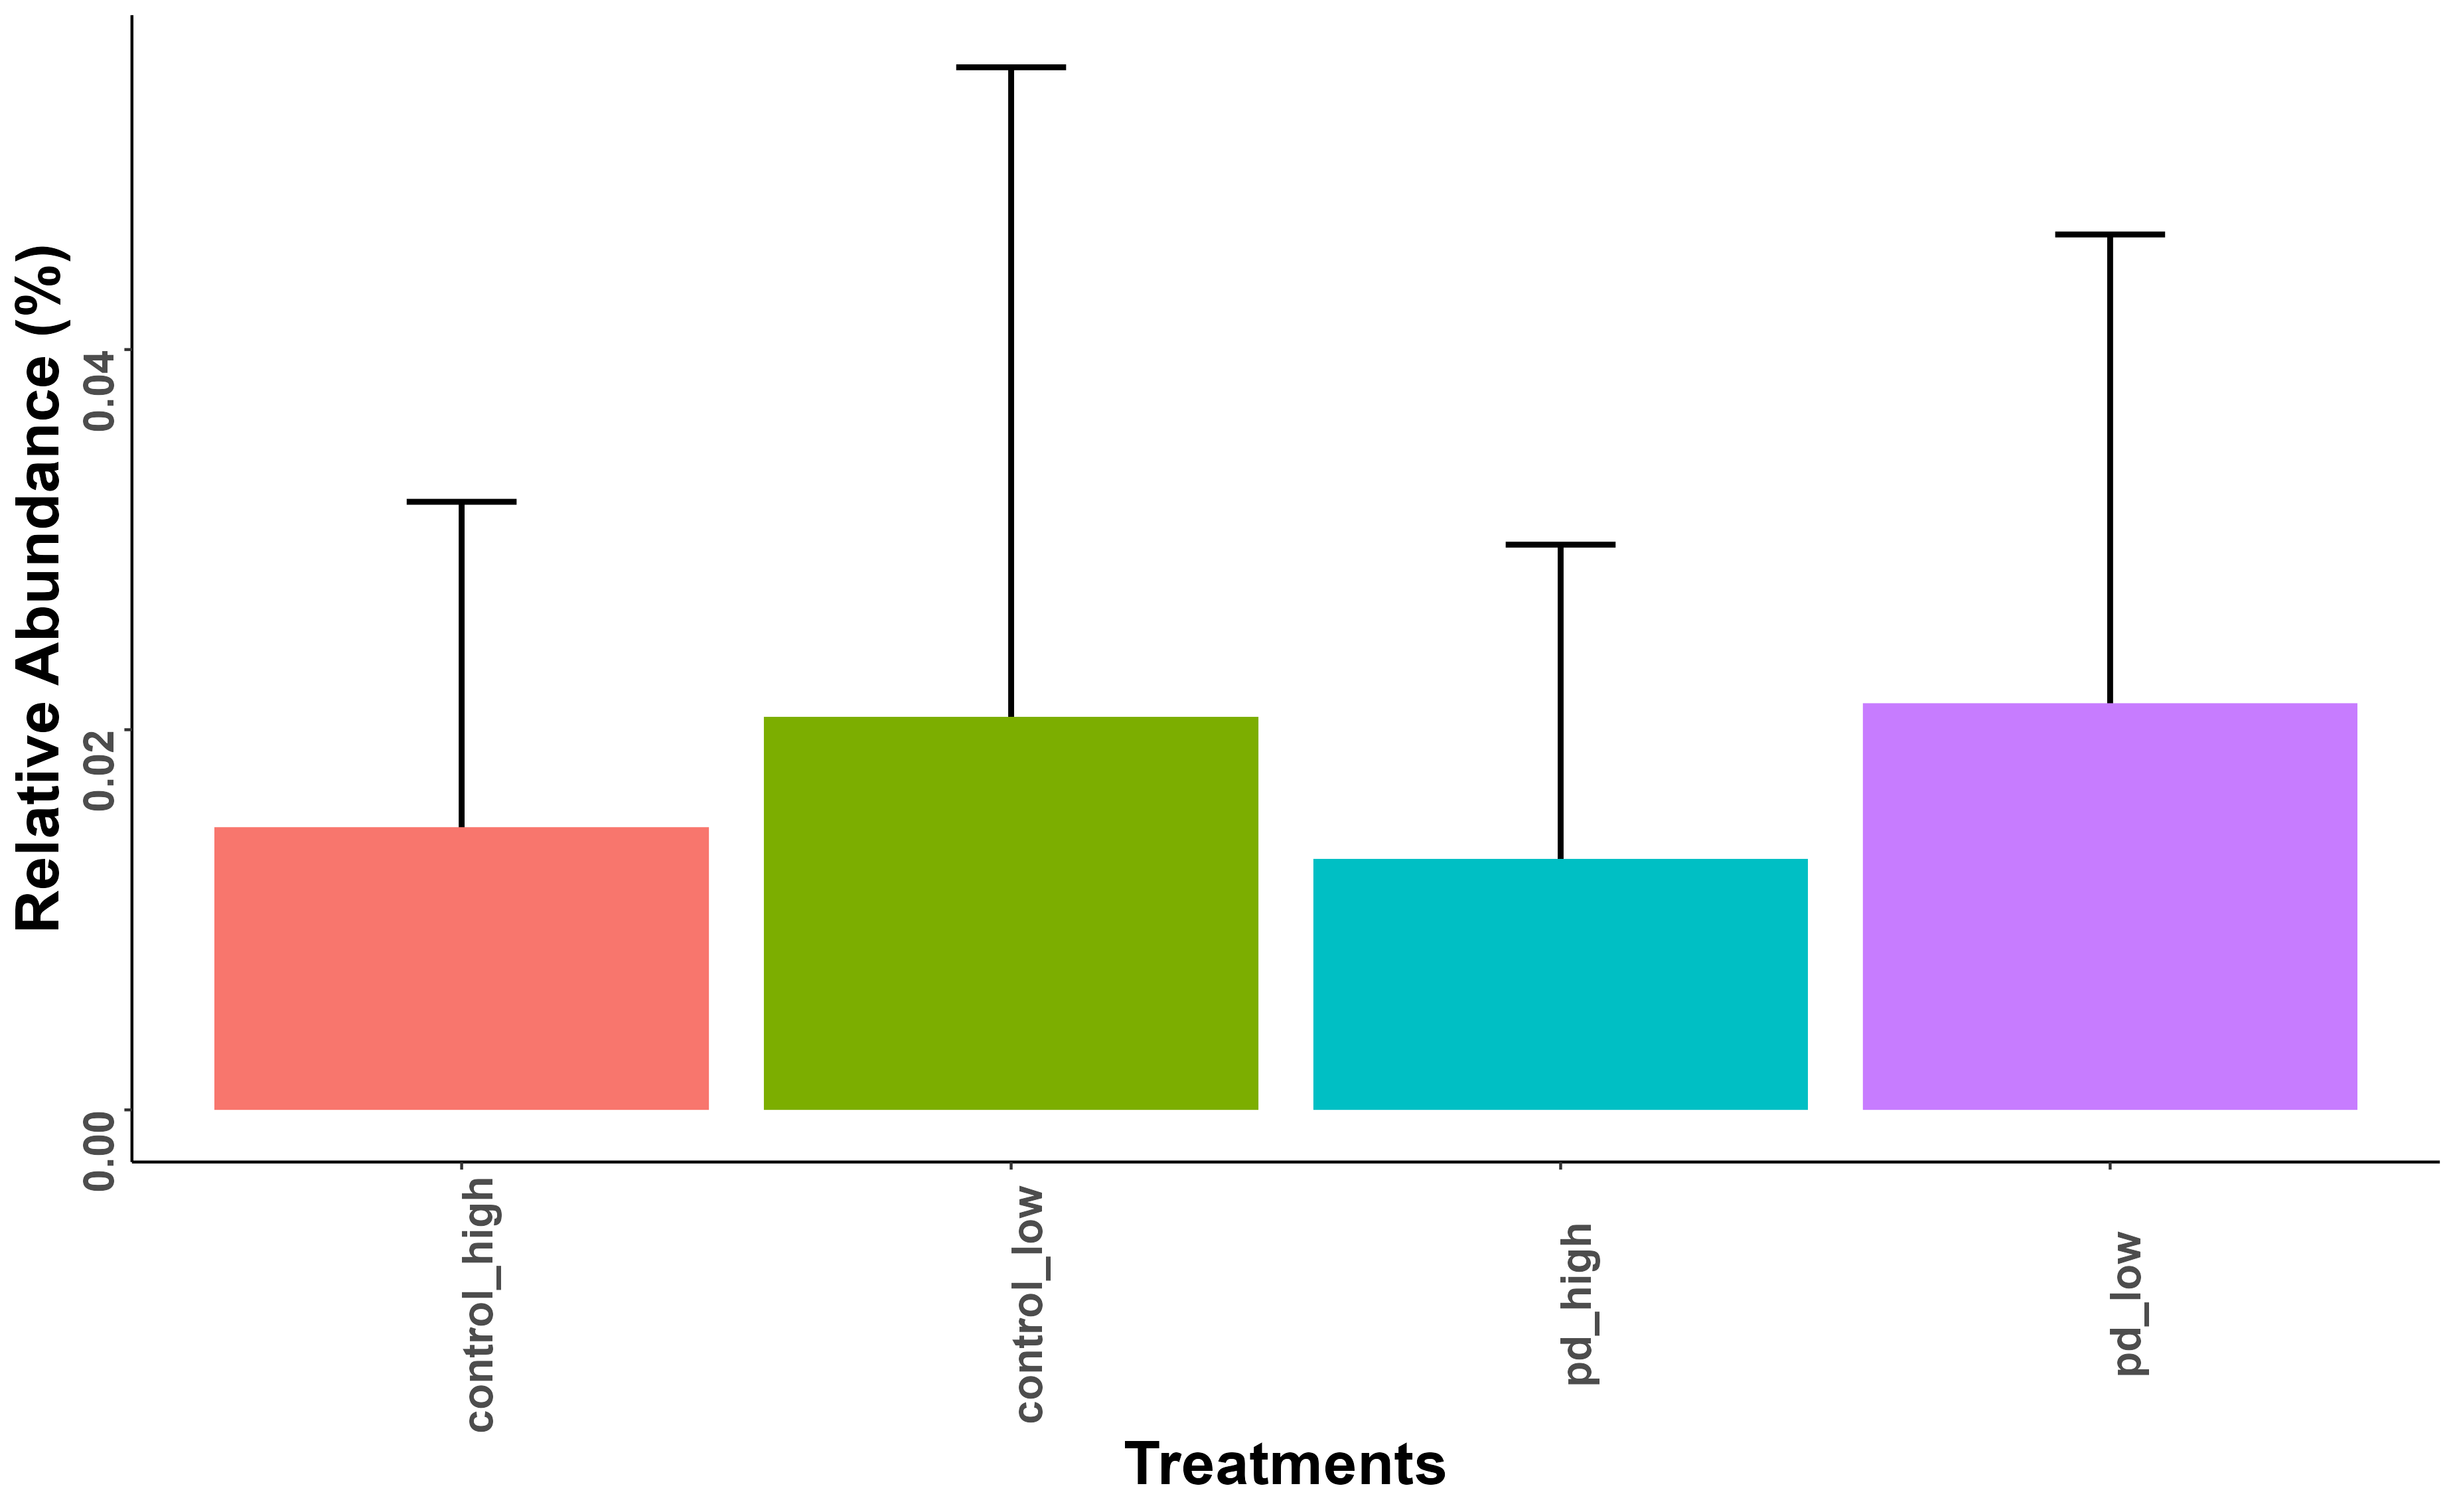 Relative Abundance (%)
0.04
0.02
0.00
control_high
control_low
pd_high
pd_low
Treatments